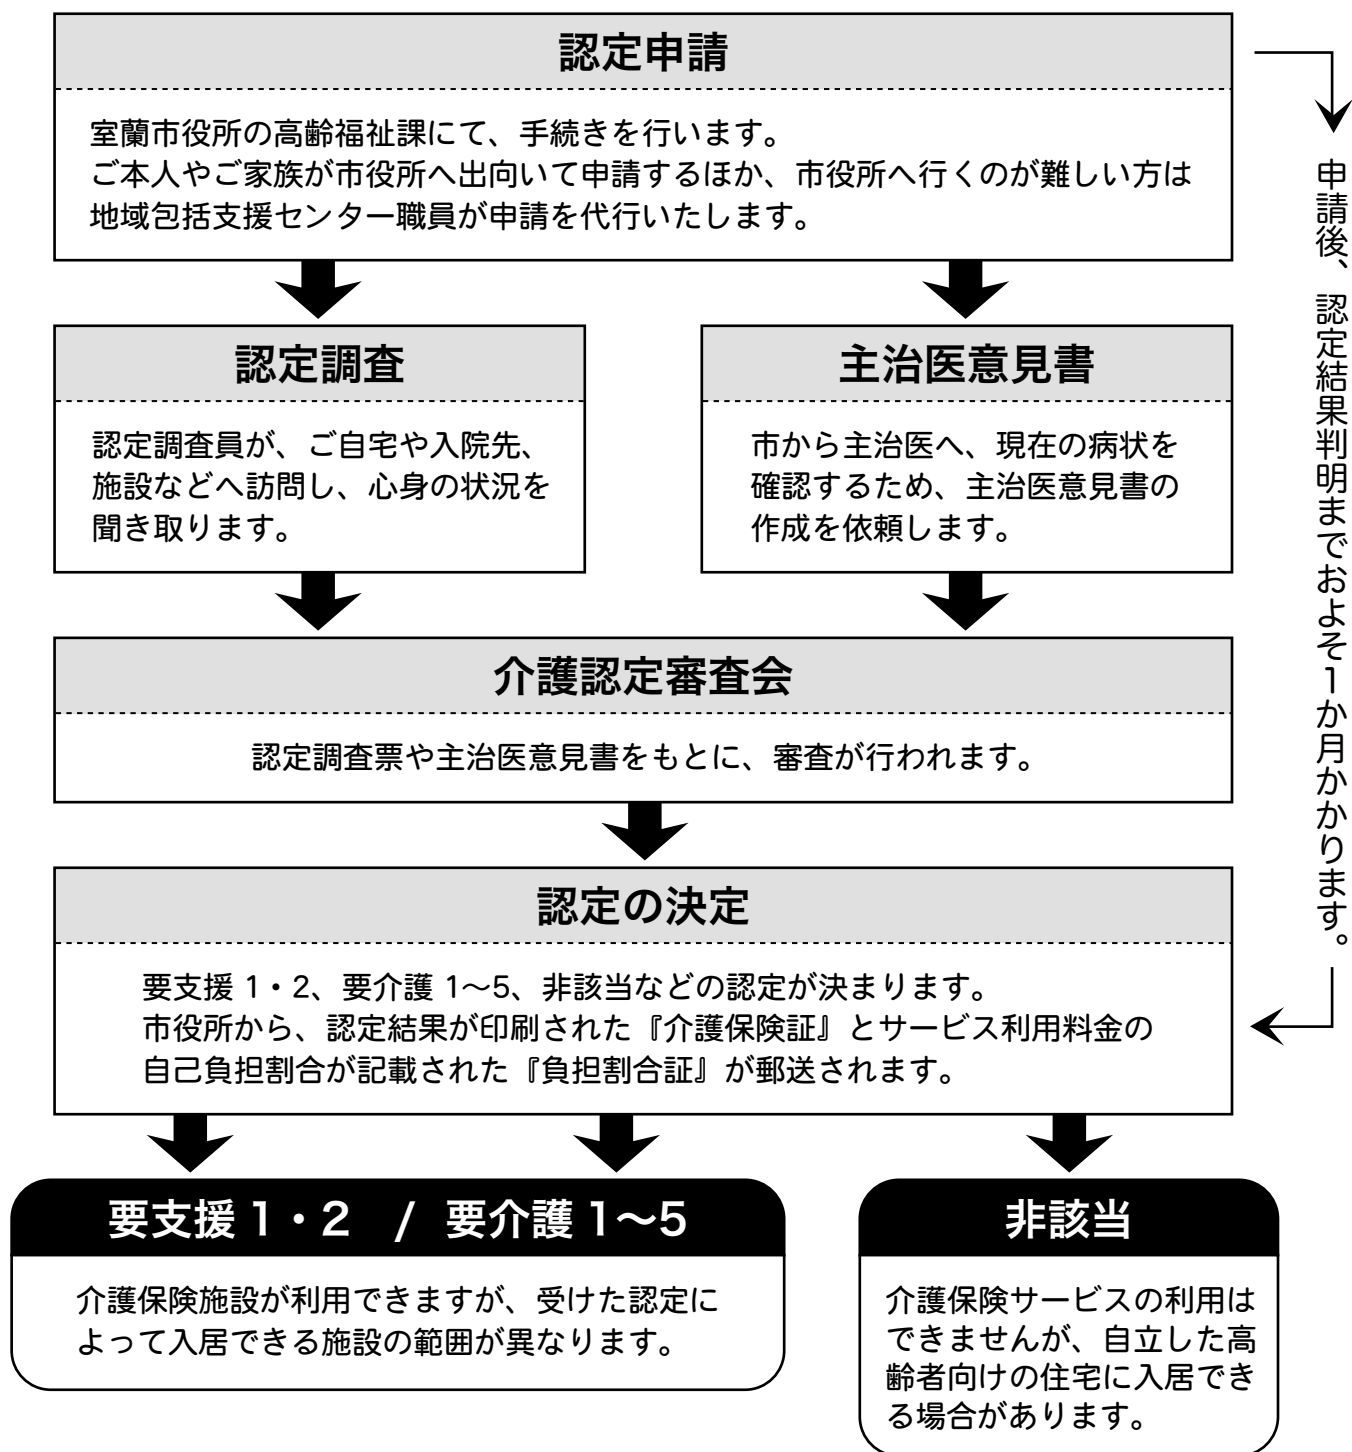 認定申請
室蘭市役所の高齢福祉課にて、手続きを行います。
ご本人やご家族が市役所へ出向いて申請するほか、市役所へ行くのが難しい方は
地域包括支援センター職員が申請を代行いたします。
申請後、認定結果判明までおよそ1か月かかります。
認定調査
認定調査員が、ご自宅や入院先、
施設などへ訪問し、心身の状況を
聞き取ります。
主治医意見書
市から主治医へ、現在の病状を
確認するため、主治医意見書の
作成を依頼します。
介護認定審査会
認定調査票や主治医意見書をもとに、審査が行われます。
認定の決定
要支援 1・2、要介護 1～5、非該当などの認定が決まります。
市役所から、認定結果が印刷された『介護保険証』とサービス利用料金の
自己負担割合が記載された『負担割合証』が郵送されます。
要支援 1・2 / 要介護 1～5
介護保険施設が利用できますが、受けた認定に
よって入居できる施設の範囲が異なります。
非該当
介護保険サービスの利用は
できませんが、自立した高
齢者向けの住宅に入居でき
る場合があります。